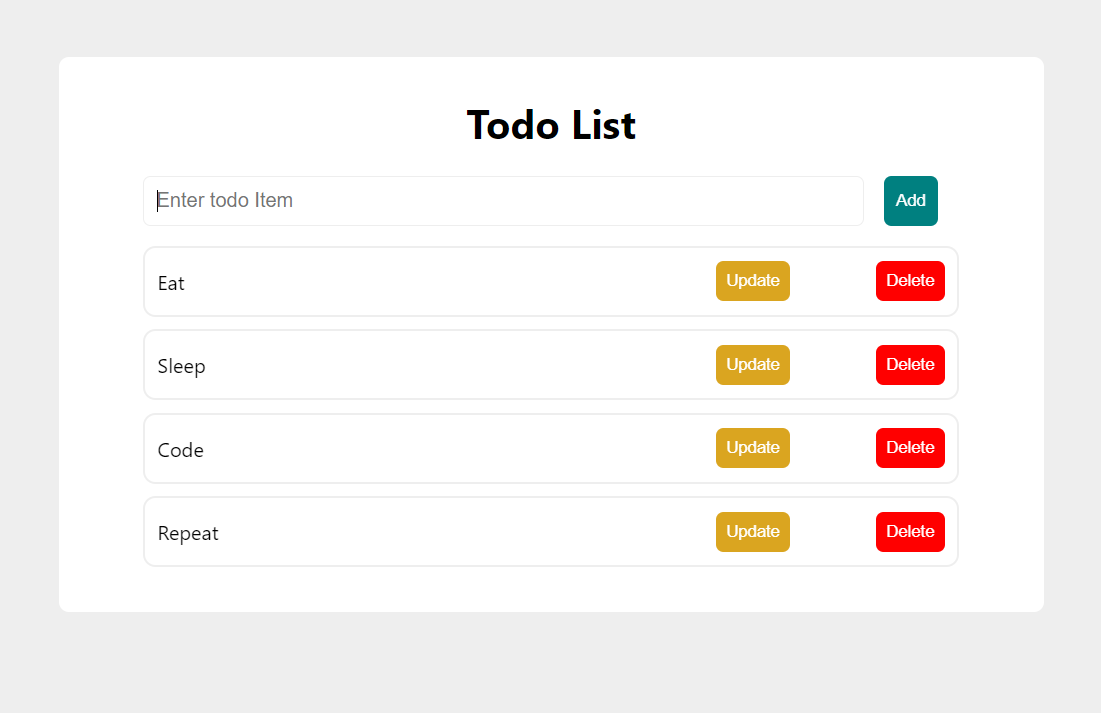 Todo List
Enter todo Item Add
Eat Update Delete
Sleep Update Delete
Code Update Delete
Repeat Update Delete